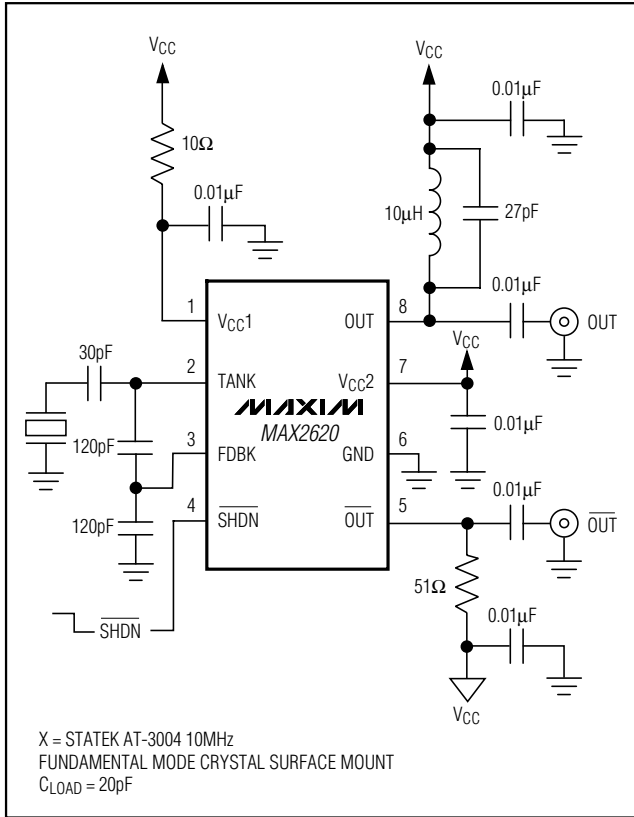 VCC
10Ω
0.01µF
VCC
0.01µF
10µH
27pF
0.01µF
OUT
1
VCC1
OUT
8
30pF
2
TANK
VCC2
7
VCC
0.01µF
MAXIM
MAX2620
120pF
3
FDBK
GND
6
120pF
4
SHDN
OUT
5
0.01µF
OUT
51Ω
0.01µF
VCC
SHDN
X = STATEK AT-3004 10MHz
FUNDAMENTAL MODE CRYSTAL SURFACE MOUNT
CLOAD = 20pF